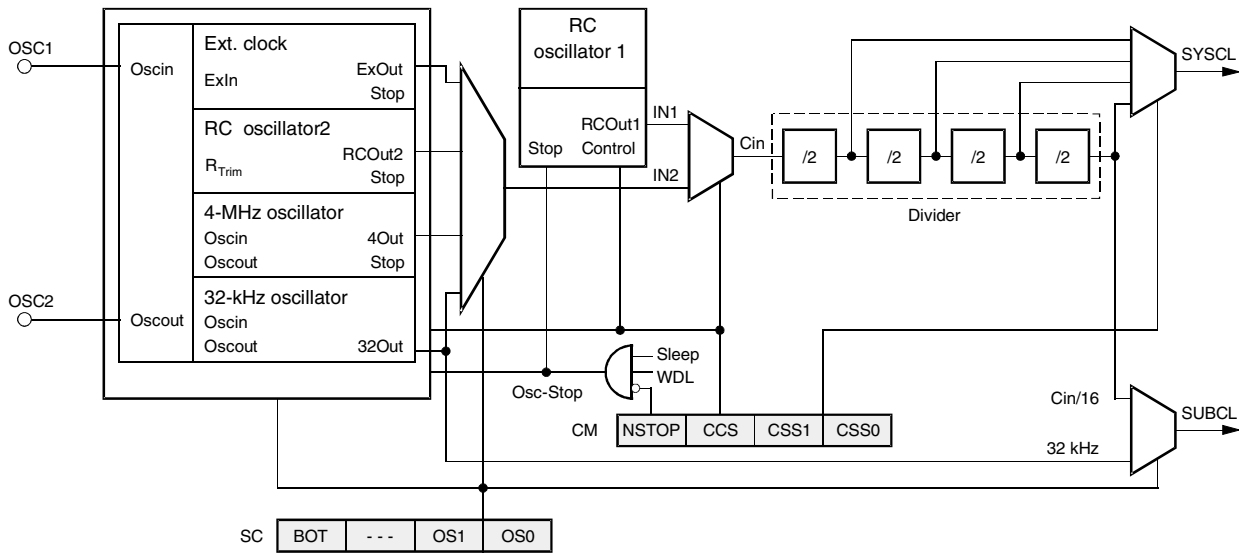 OSC1
OSC2
Oscin
Oscout
Ext. clock
ExIn
ExOut
Stop
RC oscillator2
RTrim
RCOut2
Stop
4-MHz oscillator
Oscin
4Out
Oscout
Stop
32-kHz oscillator
Oscin
Oscout
32Out
RC
oscillator 1
RCOut1
Stop
Control
IN1
IN2
Cin
/2
/2
/2
/2
Divider
SYSCL
Sleep
WDL
Osc-Stop
CM
NSTOP
CCS
CSS1
CSS0
Cin/16
32 kHz
SUBCL
SC
BOT
- - -
OS1
OS0